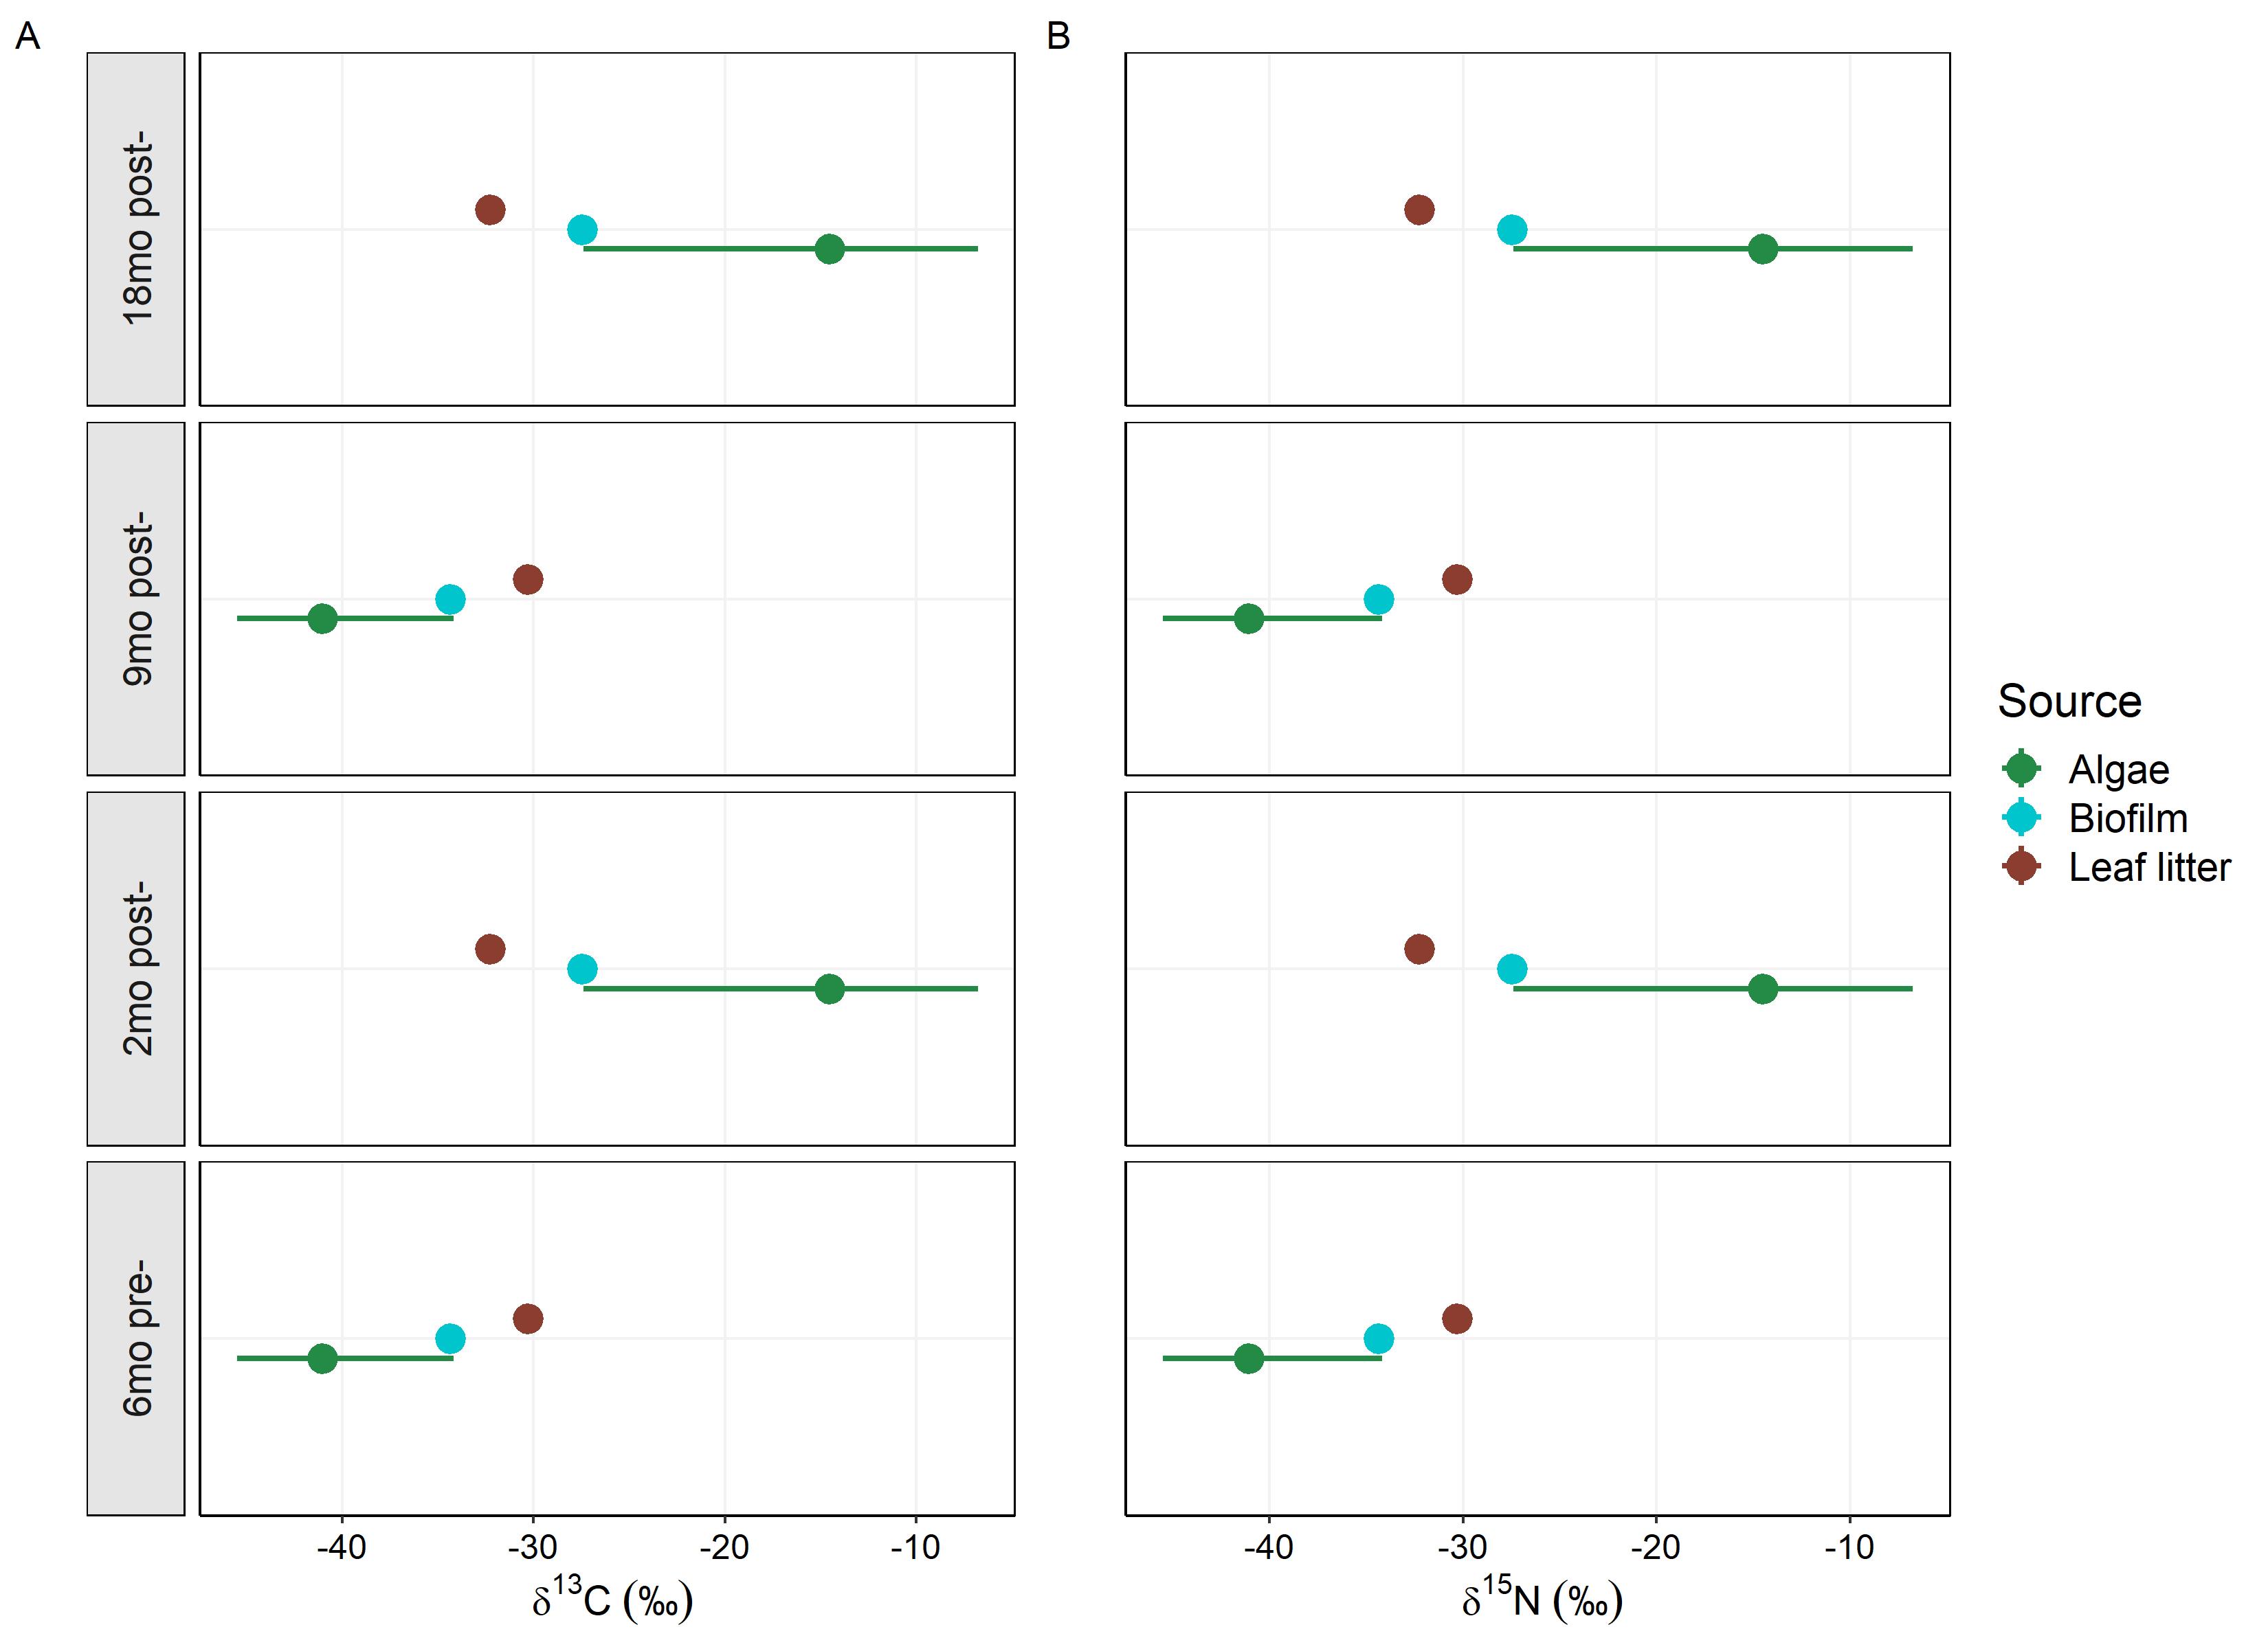 A
B
18mo post-
9mo post-
2mo post-
6mo pre-
Source
Algae
Biofilm
Leaf litter
-40 -30 -20 -10
-40 -30 -20 -10
δ¹³C (‰)
δ¹⁵N (‰)